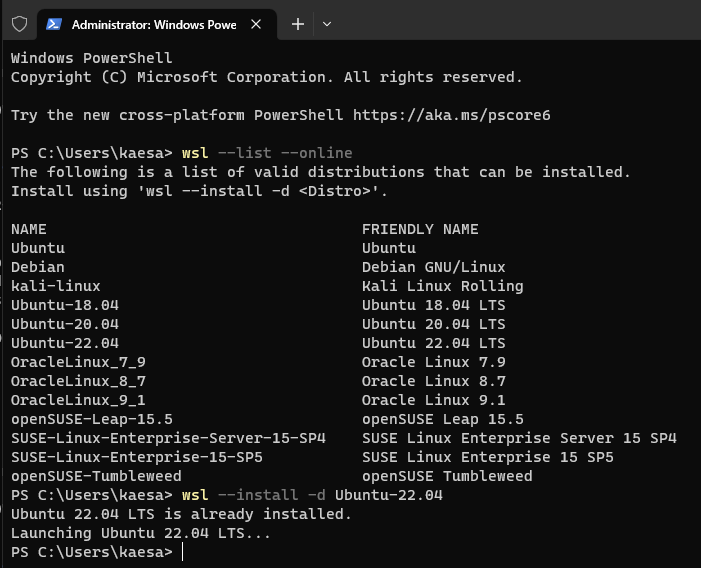 Administrator: Windows Powe
Windows PowerShell
Copyright (C) Microsoft Corporation. All rights reserved.
Try the new cross-platform PowerShell https://aka.ms/pscore6
PS C:\Users\kaesa> wsl --list --online
The following is a list of valid distributions that can be installed.
Install using 'wsl --install -d <Distro>'.
NAME FRIENDLY NAME
Ubuntu Ubuntu
Debian Debian GNU/Linux
kali-linux Kali Linux Rolling
Ubuntu-18.04 Ubuntu 18.04 LTS
Ubuntu-20.04 Ubuntu 20.04 LTS
Ubuntu-22.04 Ubuntu 22.04 LTS
OracleLinux_7_9 Oracle Linux 7.9
OracleLinux_8_7 Oracle Linux 8.7
OracleLinux_9_1 Oracle Linux 9.1
openSUSE-Leap-15.5 openSUSE Leap 15.5
SUSE-Linux-Enterprise-Server-15-SP4 SUSE Linux Enterprise Server 15 SP4
SUSE-Linux-Enterprise-15-SP5 SUSE Linux Enterprise 15 SP5
openSUSE-Tumbleweed openSUSE Tumbleweed
PS C:\Users\kaesa> wsl --install -d Ubuntu-22.04
Ubuntu 22.04 LTS is already installed.
Launching Ubuntu 22.04 LTS...
PS C:\Users\kaesa>